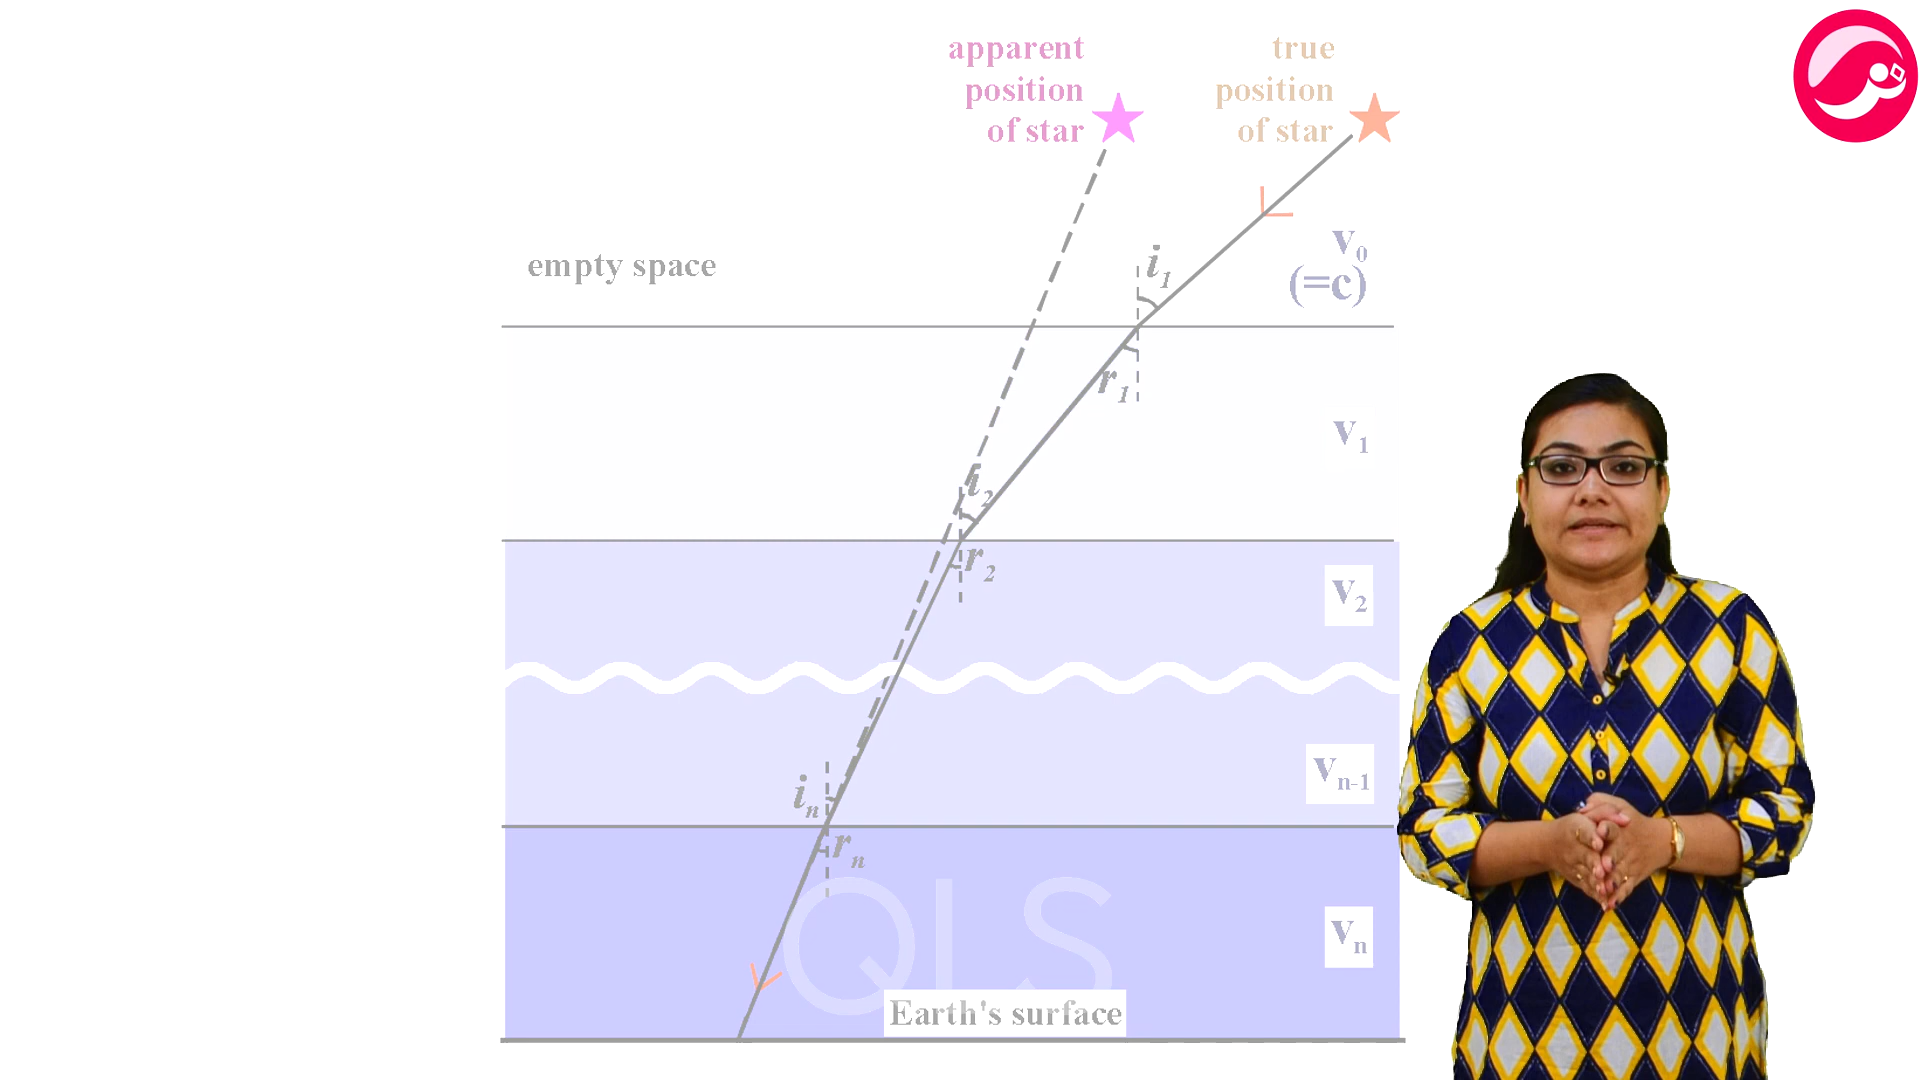 apparent
position
of star
true
position
of star
empty space
i1
v0
(=c)
r1
v1
i2
r2
v2
in
vn-1
rn
vn
QLS
Earth's surface